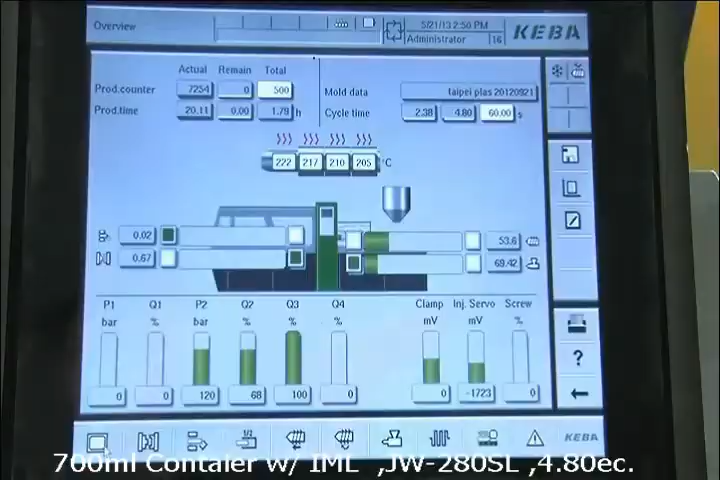 Overview
5/21/13 2:50 PM
Administrator 16
KEBA
Actual Remain Total
Prod.counter 7254 0 500
Mold data taipei plas 20120921
Prod.time 20.11 0.00 1.79 h
Cycle time 2.38 4.80 60.00 s
222 217 210 205 °C
0.02 53.6
0.67 69.42
P1 Q1 P2 Q2 Q3 Q4 Clamp Inj. Servo Screw
bar % bar % % % mV mV %
0 0 120 68 100 0 0 -1723 0
?
1/2
KEBA
700ml Contaler w/ IML ,JW-280SL ,4.80ec.